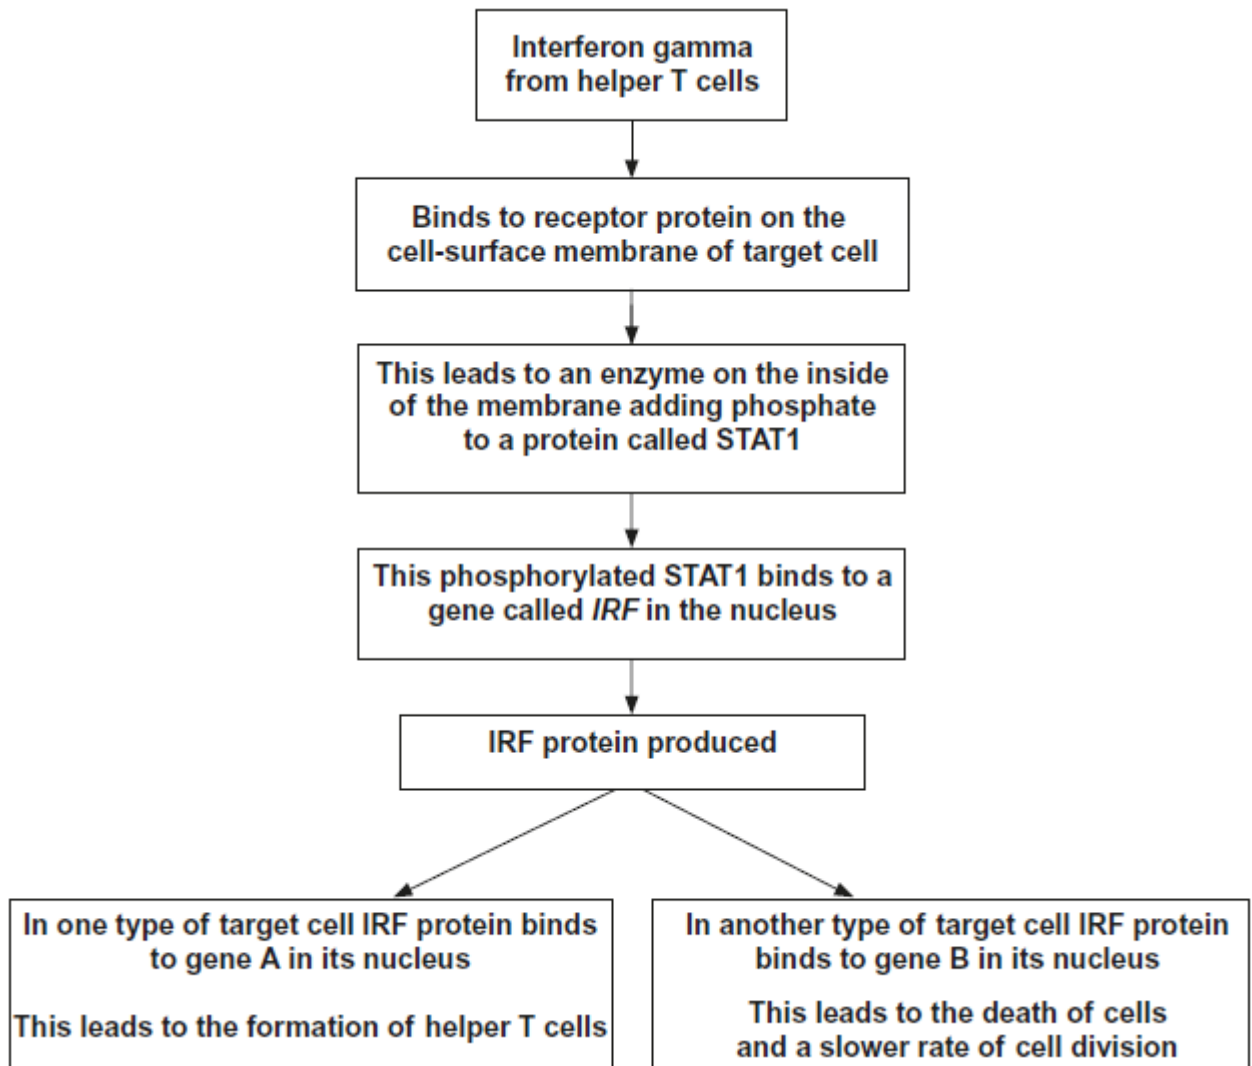 Interferon gamma
from helper T cells
Binds to receptor protein on the
cell-surface membrane of target cell
This leads to an enzyme on the inside
of the membrane adding phosphate
to a protein called STAT1
This phosphorylated STAT1 binds to a
gene called IRF in the nucleus
IRF protein produced
In one type of target cell IRF protein binds
to gene A in its nucleus
This leads to the formation of helper T cells
In another type of target cell IRF protein
binds to gene B in its nucleus
This leads to the death of cells
and a slower rate of cell division